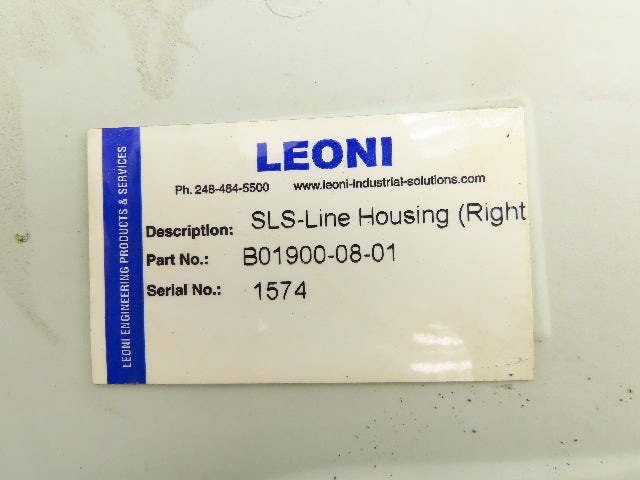 LEONI
Ph. 248-484-5500 www.leoni-industrial-solutions.com
Description: SLS-Line Housing (Right
Part No.: B01900-08-01
Serial No.: 1574
LEONI ENGINEERING PRODUCTS & SERVICES